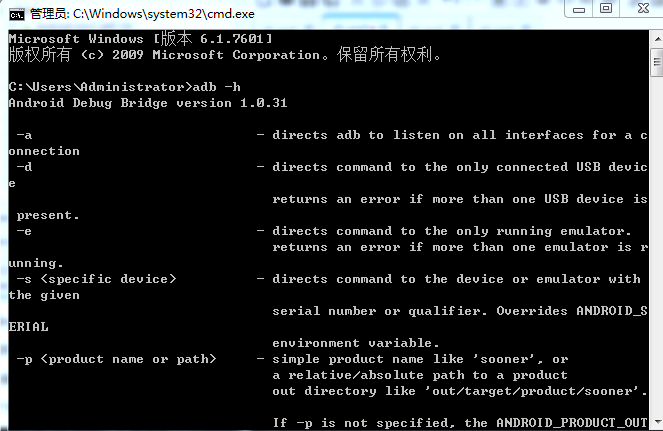 管理员: C:\Windows\system32\cmd.exe
Microsoft Windows [版本 6.1.7601]
版权所有 (c) 2009 Microsoft Corporation。保留所有权利。
C:\Users\Administrator>adb -h
Android Debug Bridge version 1.0.31
-a - directs adb to listen on all interfaces for a c
onnection
-d - directs command to the only connected USB devic
e
returns an error if more than one USB device is
present.
-e - directs command to the only running emulator.
returns an error if more than one emulator is r
unning.
-s <specific device> - directs command to the device or emulator with
the given
serial number or qualifier. Overrides ANDROID_S
ERIAL
environment variable.
-p <product name or path> - simple product name like 'sooner', or
a relative/absolute path to a product
out directory like 'out/target/product/sooner'.
If -p is not specified, the ANDROID_PRODUCT_OUT